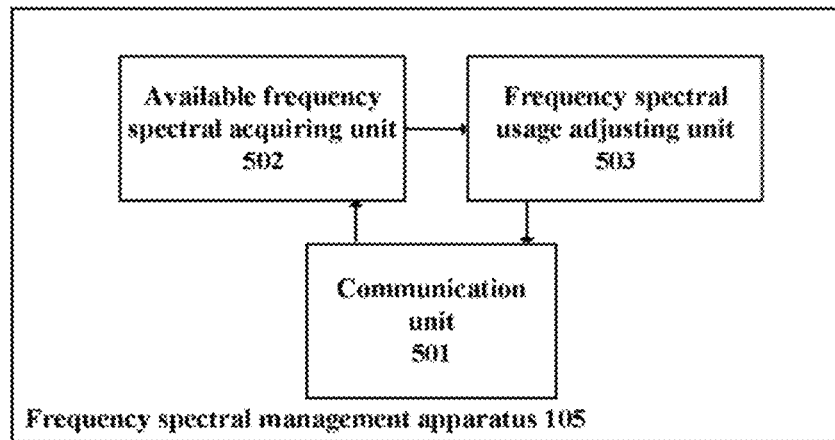 Available frequency
spectral acquiring unit
502
Frequency spectral
usage adjusting unit
503
Communication
unit
501
Frequency spectral management apparatus 105